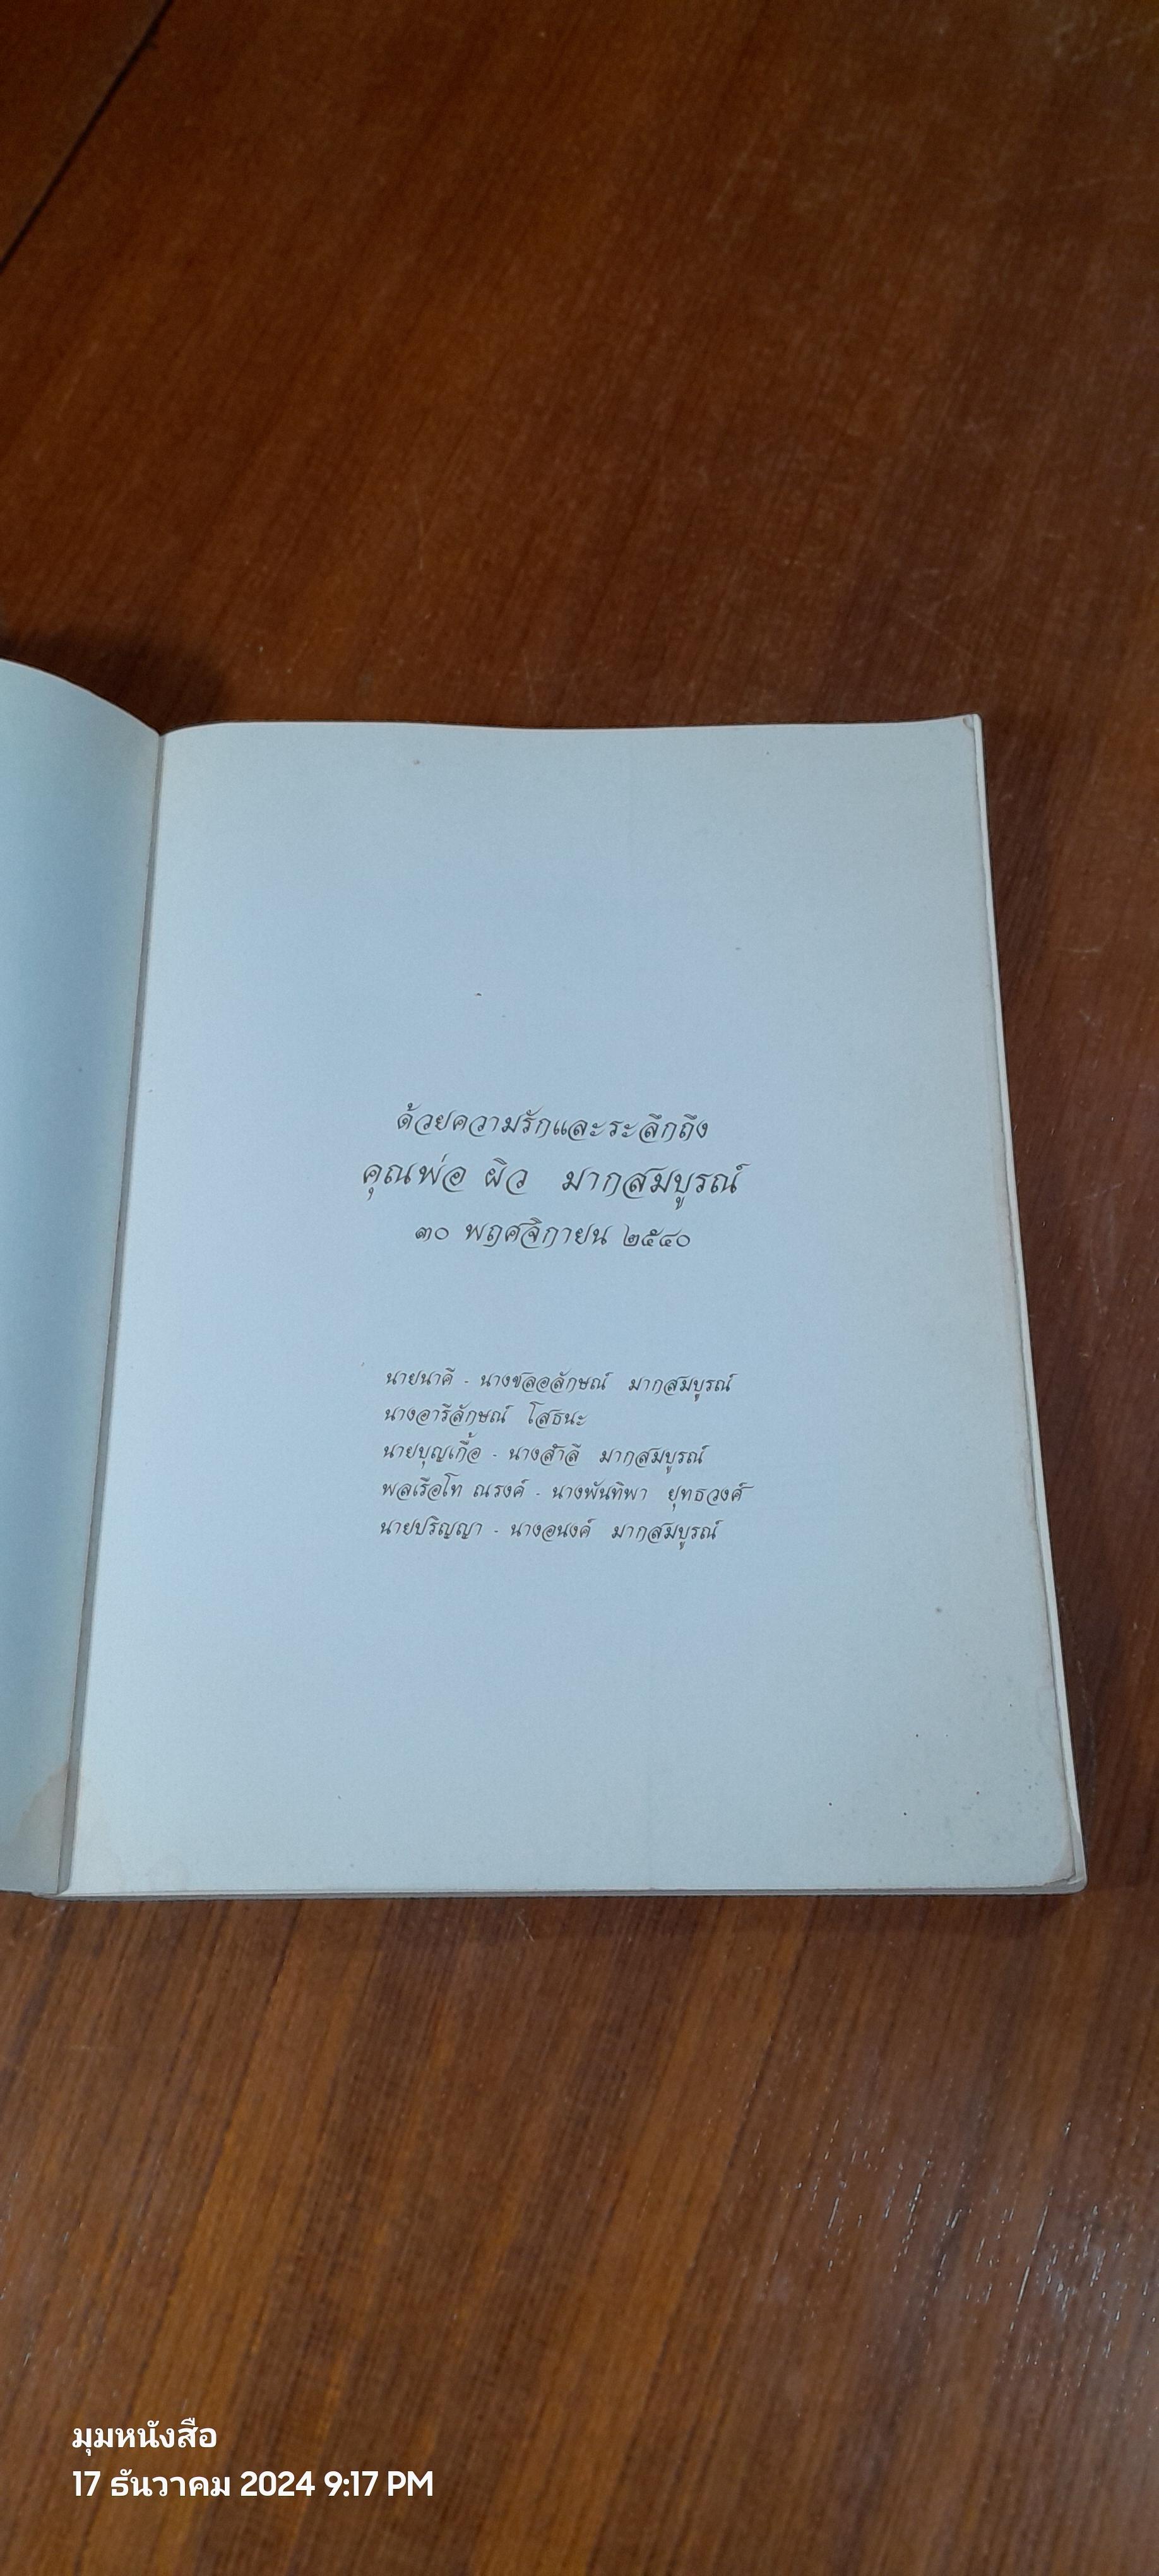 ด้วยความรักและระลึกถึง
คุณพ่อ ผิว มากสมบูรณ์
๓๐ พฤศจิกายน ๒๕๔๐
นายนาคี - นางชลอลักษณ์ มากสมบูรณ์
นางอารีลักษณ์ โสธนะ
นายบุญเกื้อ - นางสำลี มากสมบูรณ์
พลเรือโท ณรงค์ - นางพันทิพา ยุทธวงศ์
นายปริญญา - นางอนงค์ มากสมบูรณ์
มุมหนังสือ
17 ธันวาคม 2024 9:17 PM